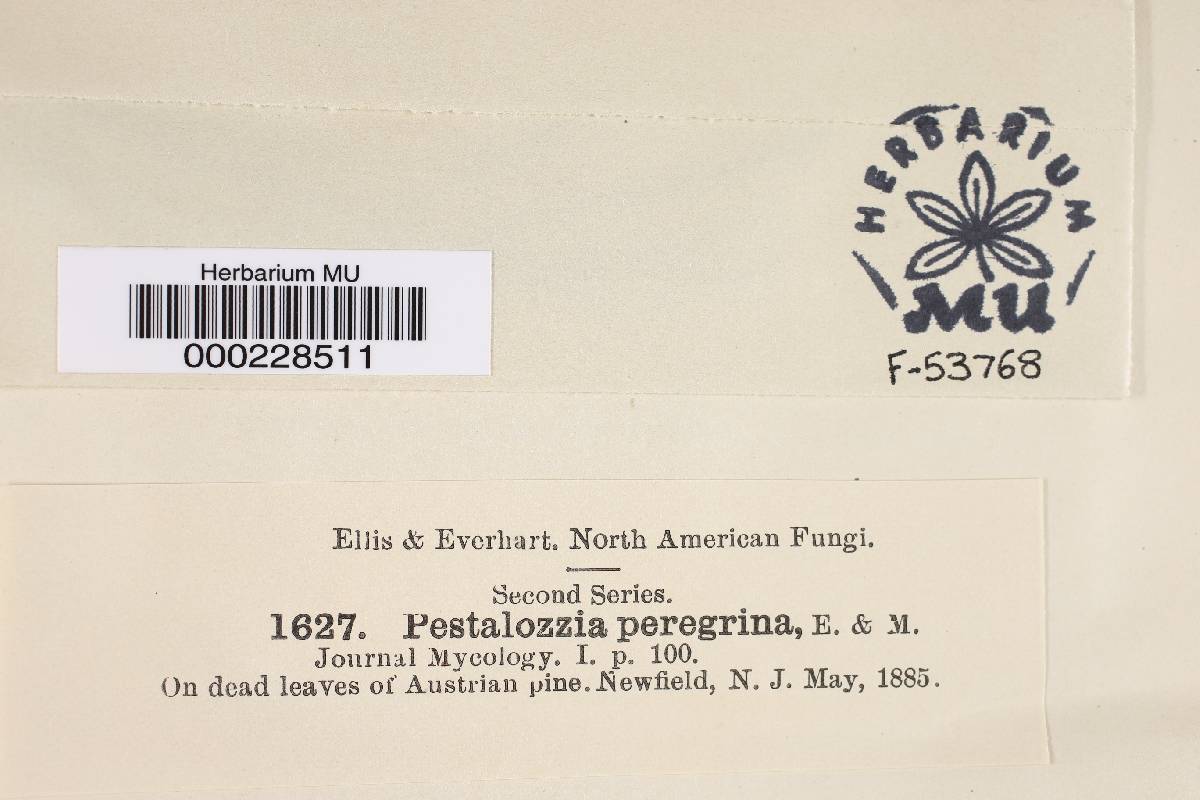 HERBARIUM
MU
F-53768
Herbarium MU
000228511
Ellis & Everhart. North American Fungi.
Second Series.
1627. Pestalozzia peregrina, E. & M.
Journal Mycology. I. p. 100.
On dead leaves of Austrian pine. Newfield, N. J. May, 1885.